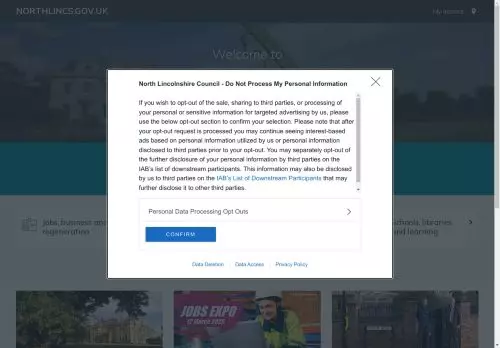 NORTHLINCS.GOV.UK
My account
Welcome to
North Lincolnshire Council - Do Not Process My Personal Information
If you wish to opt-out of the sale, sharing to third parties, or processing of
your personal or sensitive information for targeted advertising by us, please
use the below opt-out section to confirm your selection. Please note that after
your opt-out request is processed you may continue seeing interest-based
ads based on personal information utilized by us or personal information
disclosed to third parties prior to your opt-out. You may separately opt-out of
the further disclosure of your personal information by third parties on the
IAB's list of downstream participants. This information may also be disclosed
by us to third parties on the IAB's List of Downstream Participants that may
further disclose it to other third parties.
Personal Data Processing Opt Outs
CONFIRM
Data Deletion Data Access Privacy Policy
Jobs, business and
regeneration
Schools, libraries
and learning
JOBS EXPO
12 March 2025